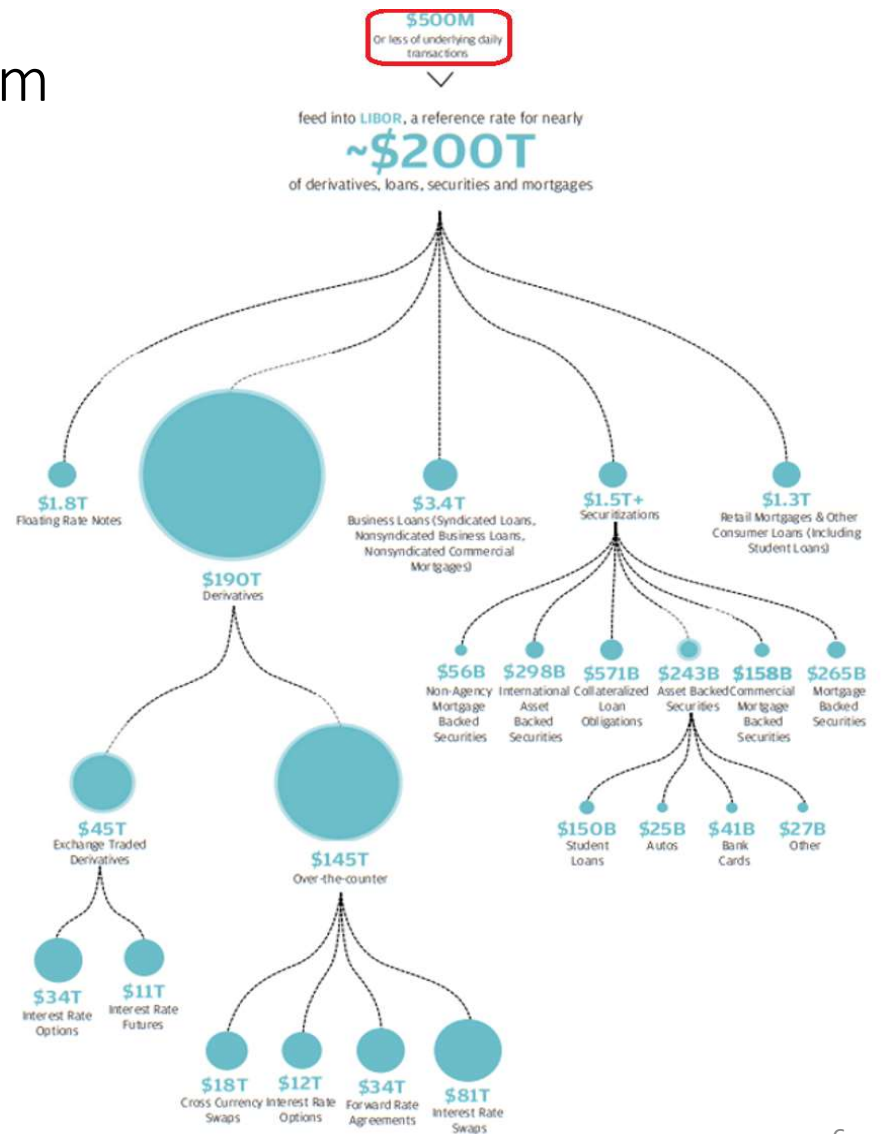 $500M
Or less of underlying daily
transactions
m
feed into LIBOR, a reference rate for nearly
~$200T
of derivatives, loans, securities and mortgages
$1.8T
Floating Rate Notes
$190T
Derivatives
$3.4T
Business Loans (Syndicated Loans,
Nonsyndicated Business Loans,
Nonsyndicated Commercial
Mortgages)
$1.5T+
Securitizations
$1.3T
Retail Mortgages & Other
Consumer Loans (Including
Student Loans)
$56B
Non-Agency
Mortgage
Backed
Securities
$298B
International
Asset
Backed
Securities
$571B
Collateralized
Loan
Obligations
$243B
Asset Backed
Securities
$158B
Commercial
Mortgage
Backed
Securities
$265B
Mortgage
Backed
Securities
$150B
Student
Loans
$25B
Autos
$41B
Bank
Cards
$27B
Other
$45T
Exchange Traded
Derivatives
$145T
Over-the-counter
$34T
Interest Rate
Options
$11T
Interest Rate
Futures
$18T
Cross Currency
Swaps
$12T
Interest Rate
Options
$34T
Forward Rate
Agreements
$81T
Interest Rate
Swaps